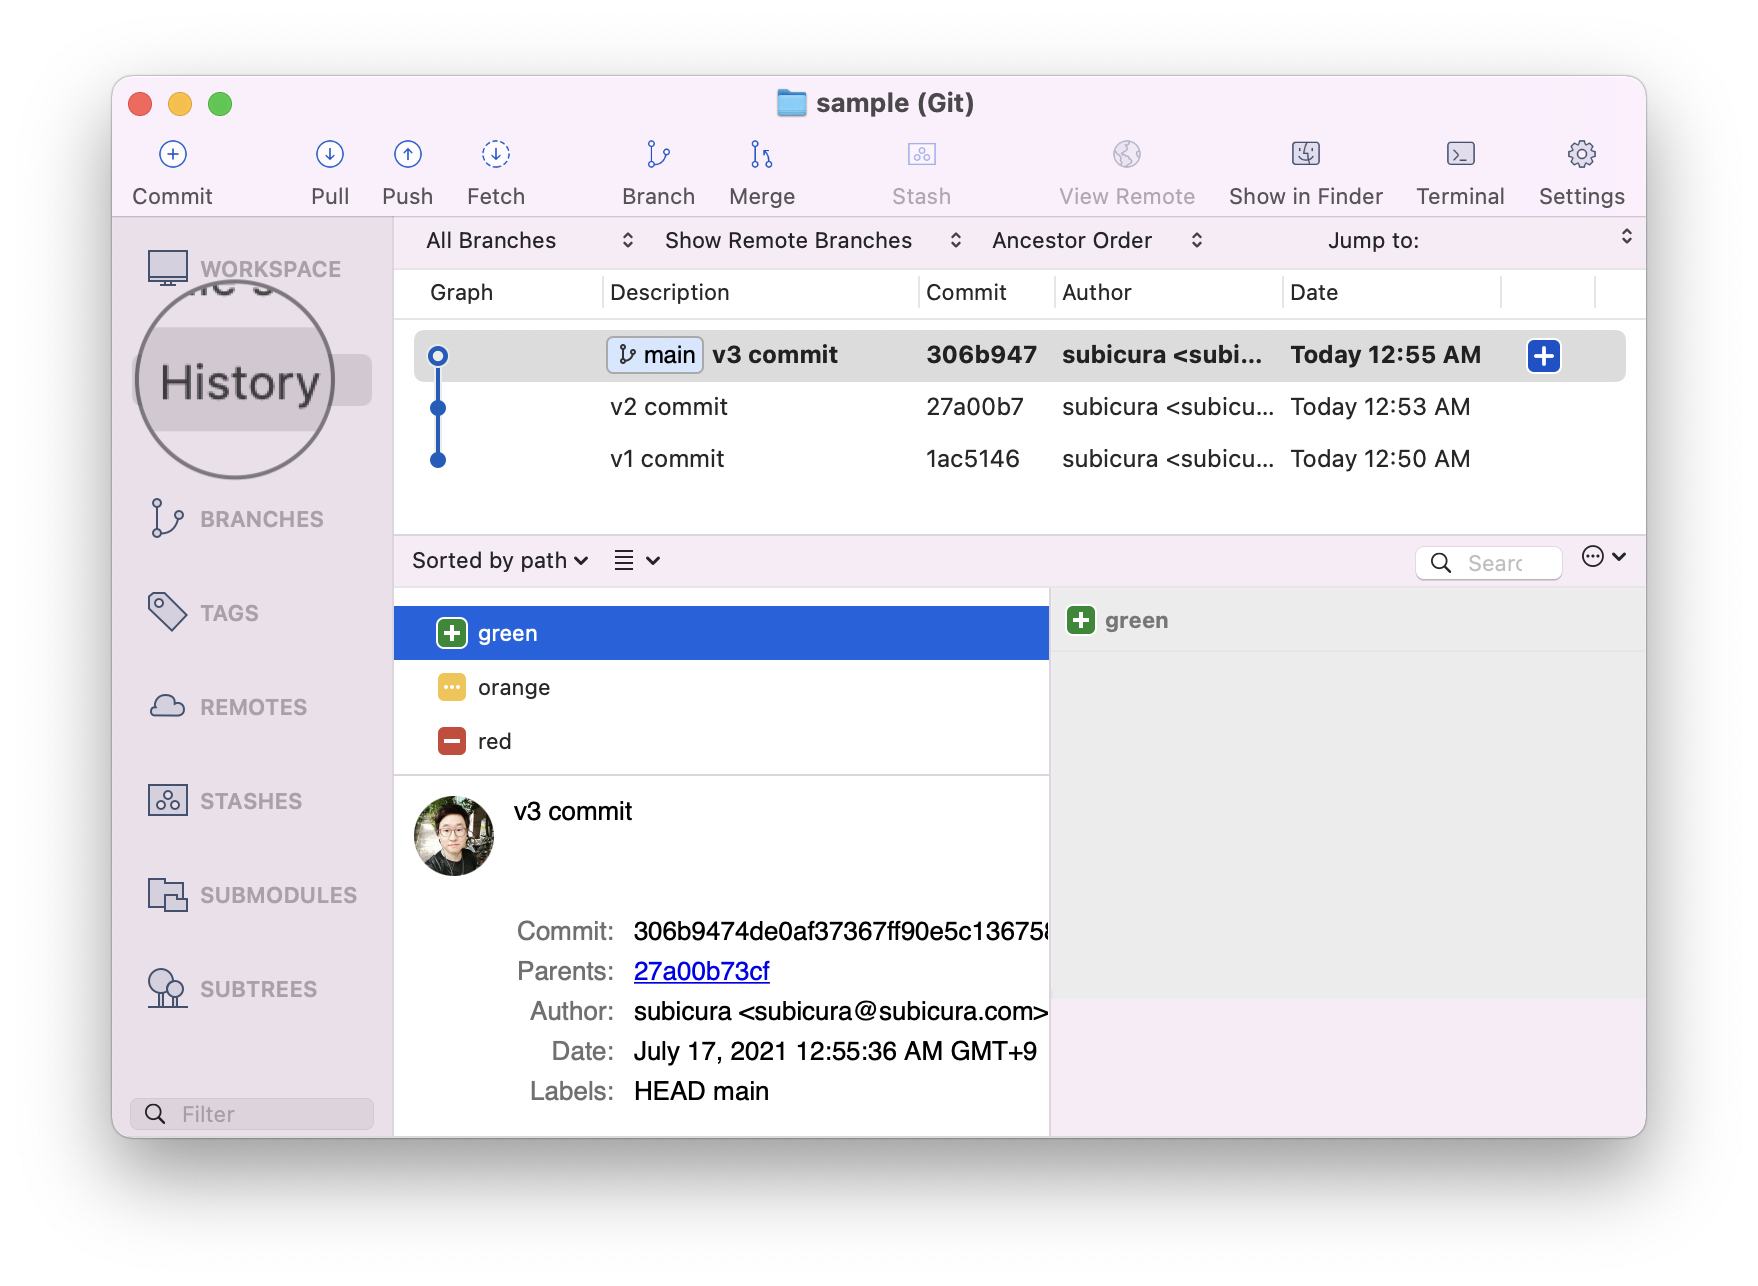 sample (Git)
Commit
Pull
Push
Fetch
Branch
Merge
Stash
View Remote
Show in Finder
Terminal
Settings
WORKSPACE
History
BRANCHES
TAGS
REMOTES
STASHES
SUBMODULES
SUBTREES
Filter
All Branches
Show Remote Branches
Ancestor Order
Jump to:
Graph Description Commit Author Date
main v3 commit 306b947 subicura <subi... Today 12:55 AM
v2 commit 27a00b7 subicura <subicu... Today 12:53 AM
v1 commit 1ac5146 subicura <subicu... Today 12:50 AM
Sorted by path
green
orange
red
green
v3 commit
Commit: 306b9474de0af37367ff90e5c136758
Parents: 27a00b73cf
Author: subicura <subicura@subicura.com>
Date: July 17, 2021 12:55:36 AM GMT+9
Labels: HEAD main